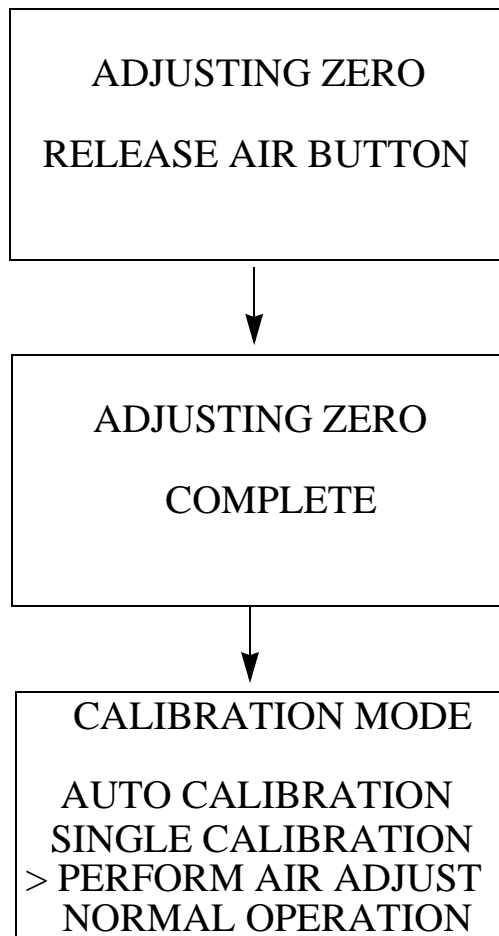 ADJUSTING ZERO
RELEASE AIR BUTTON
ADJUSTING ZERO
COMPLETE
CALIBRATION MODE
AUTO CALIBRATION
SINGLE CALIBRATION
> PERFORM AIR ADJUST
NORMAL OPERATION